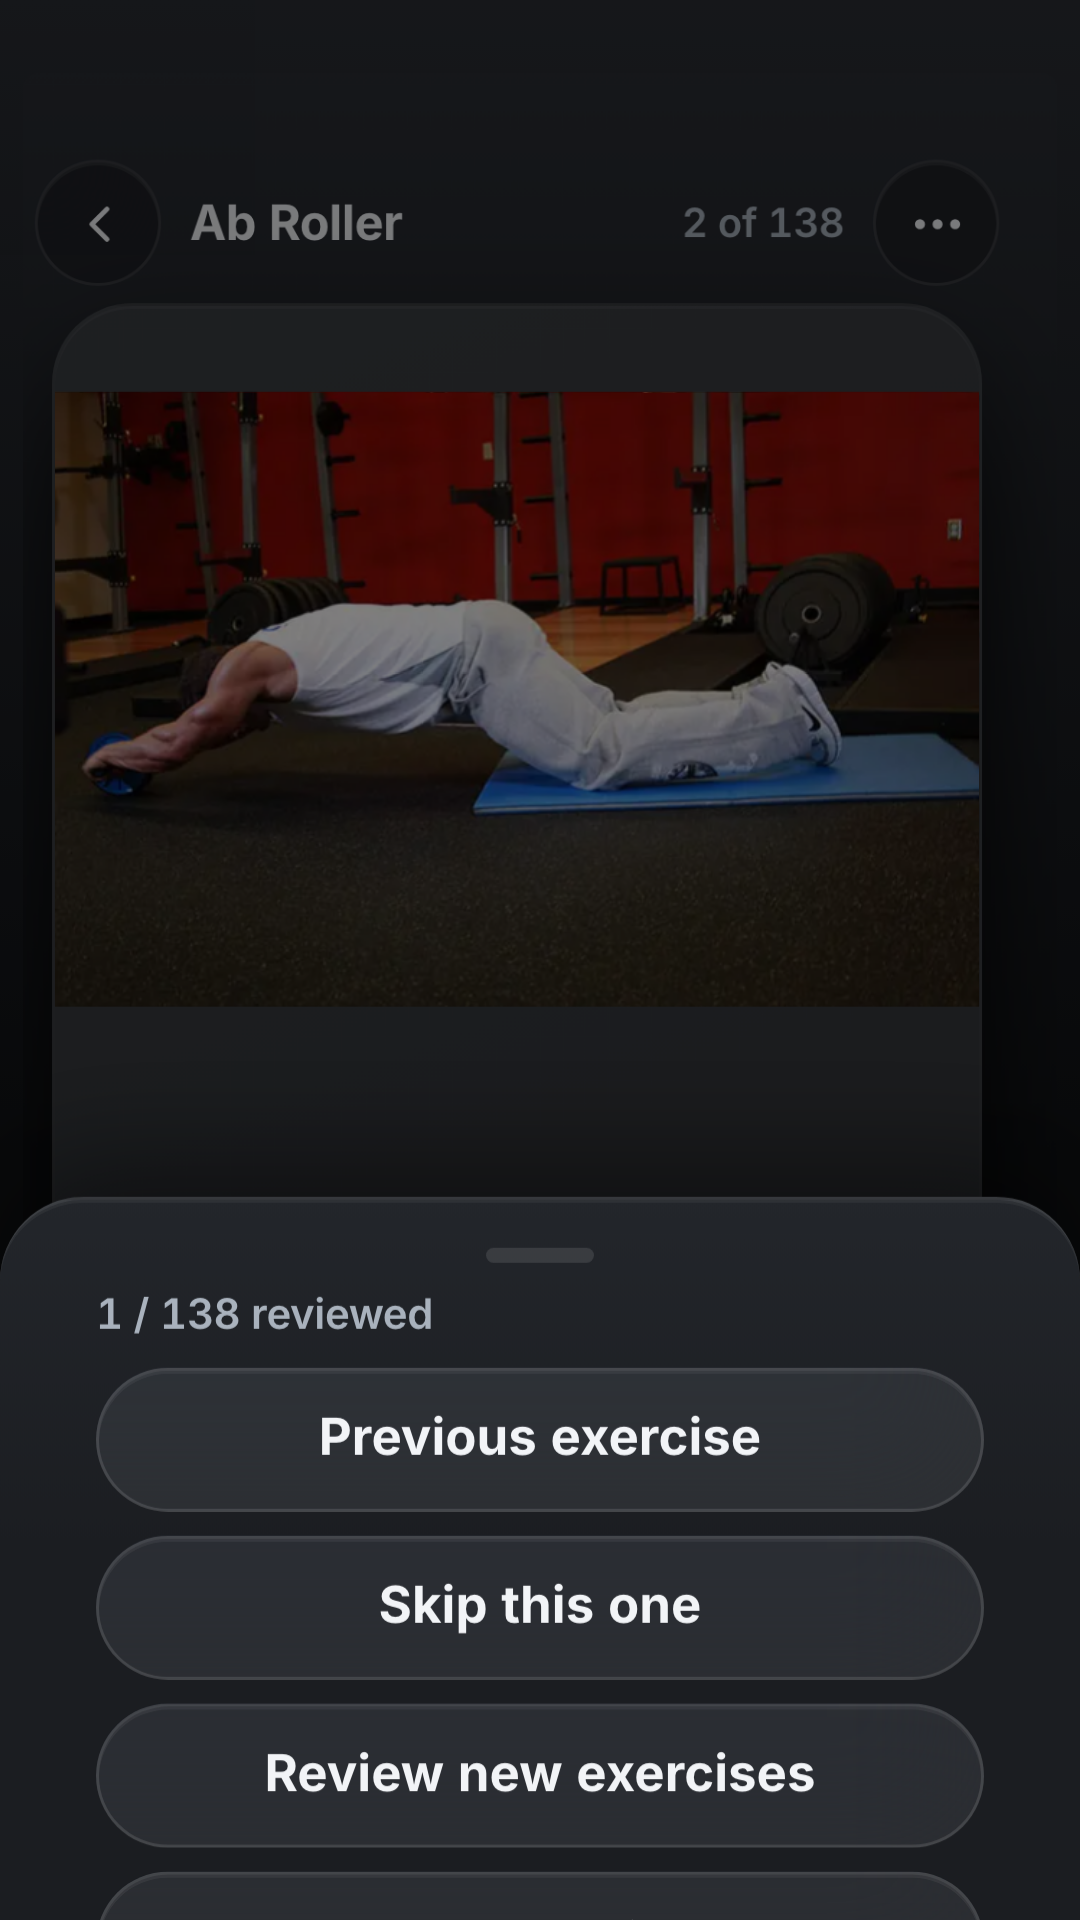 Ab Roller
2 of 138
1 / 138 reviewed
Previous exercise
Skip this one
Review new exercises